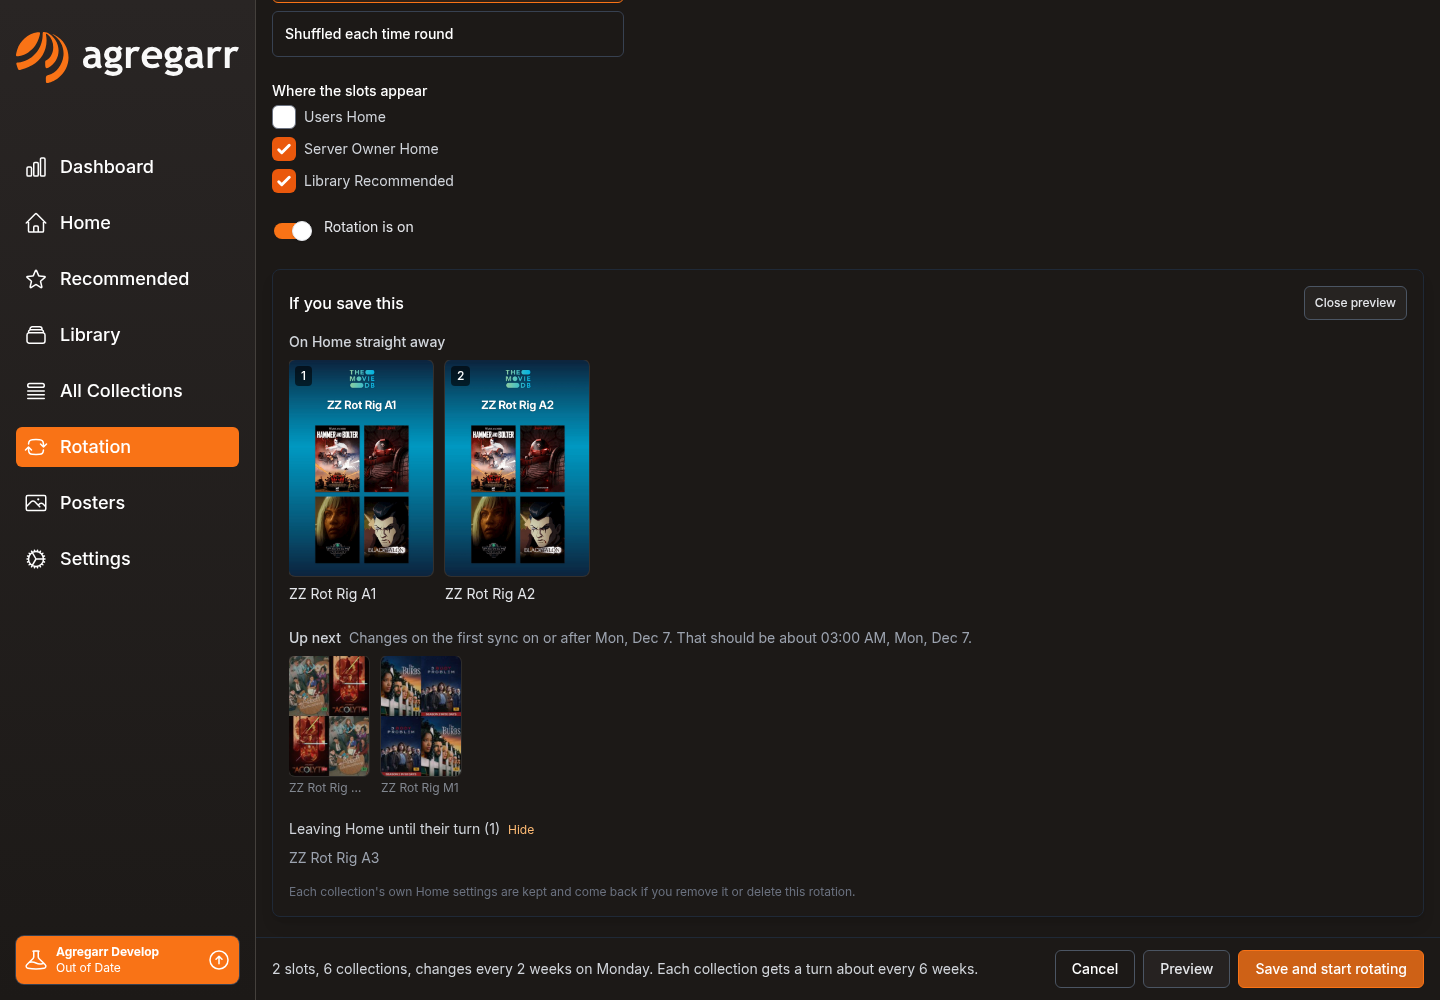 agregarr
Dashboard
Home
Recommended
Library
All Collections
Rotation
Posters
Settings
Agregarr Develop
Out of Date
Shuffled each time round
Where the slots appear
Users Home
Server Owner Home
Library Recommended
Rotation is on
If you save this
Close preview
On Home straight away
1
THE
MOVIE
DB
ZZ Rot Rig A1
HAMMER AND BOLTER
2
THE
MOVIE
DB
ZZ Rot Rig A2
HAMMER AND BOLTER
ZZ Rot Rig A1
ZZ Rot Rig A2
Up next Changes on the first sync on or after Mon, Dec 7. That should be about 03:00 AM, Mon, Dec 7.
ZZ Rot Rig ...
ZZ Rot Rig M1
Leaving Home until their turn (1) Hide
ZZ Rot Rig A3
Each collection's own Home settings are kept and come back if you remove it or delete this rotation.
2 slots, 6 collections, changes every 2 weeks on Monday. Each collection gets a turn about every 6 weeks.
Cancel
Preview
Save and start rotating